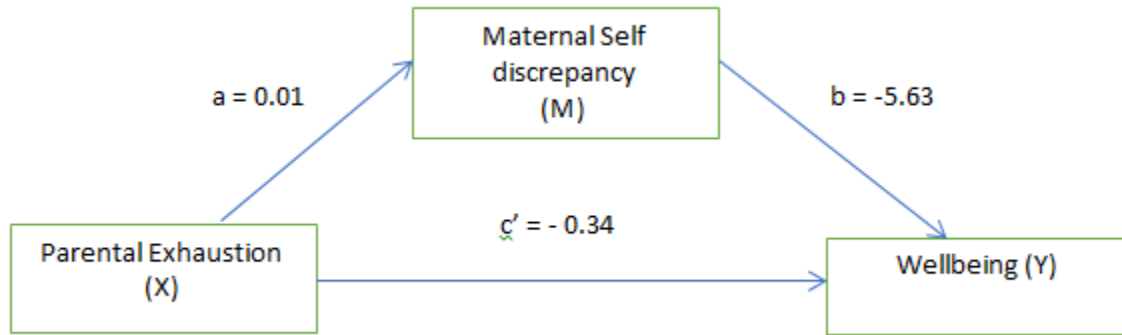 Maternal Self
discrepancy
(M)
a = 0.01
b = -5.63
c’ = - 0.34
Parental Exhaustion
(X)
Wellbeing (Y)